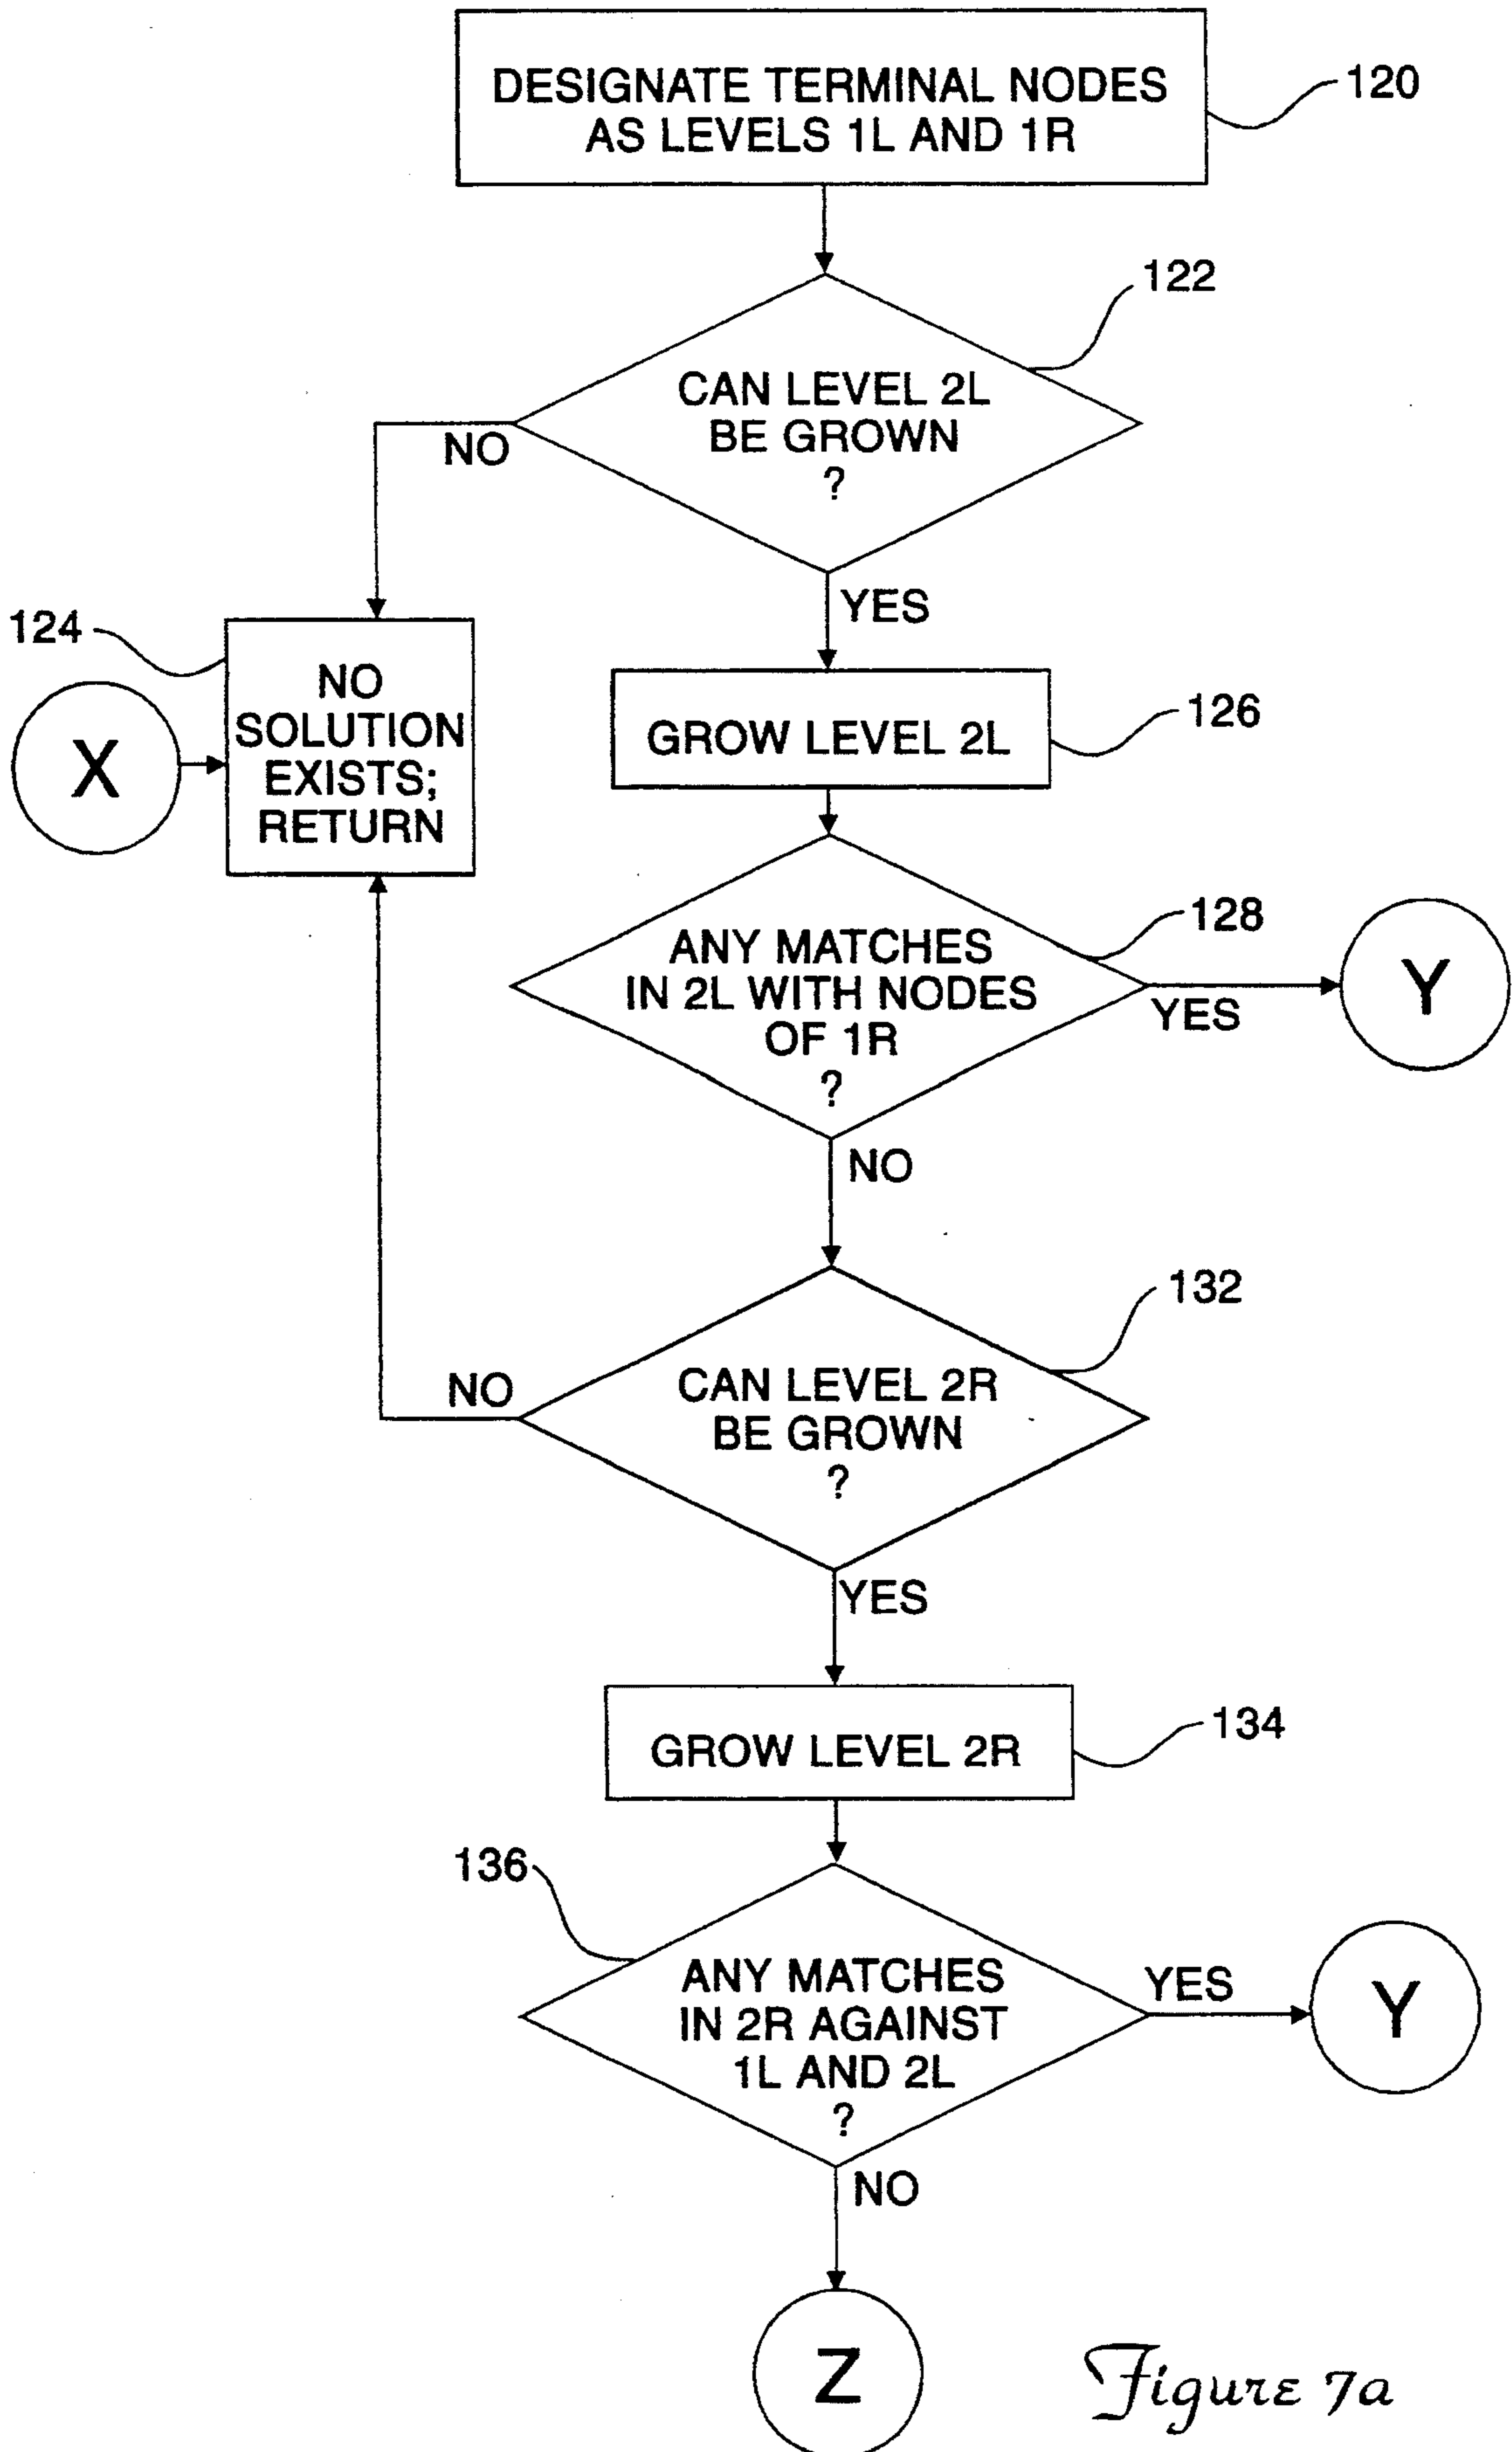 DESIGNATE TERMINAL NODES
AS LEVELS 1L AND 1R
120
122
CAN LEVEL 2L
BE GROWN
?
NO
YES
124
NO
SOLUTION
EXISTS;
RETURN
X
GROW LEVEL 2L
126
128
ANY MATCHES
IN 2L WITH NODES
OF 1R
?
YES
Y
NO
132
CAN LEVEL 2R
BE GROWN
?
NO
YES
GROW LEVEL 2R
134
136
ANY MATCHES
IN 2R AGAINST
1L AND 2L
?
YES
Y
NO
Z
Figure 7a